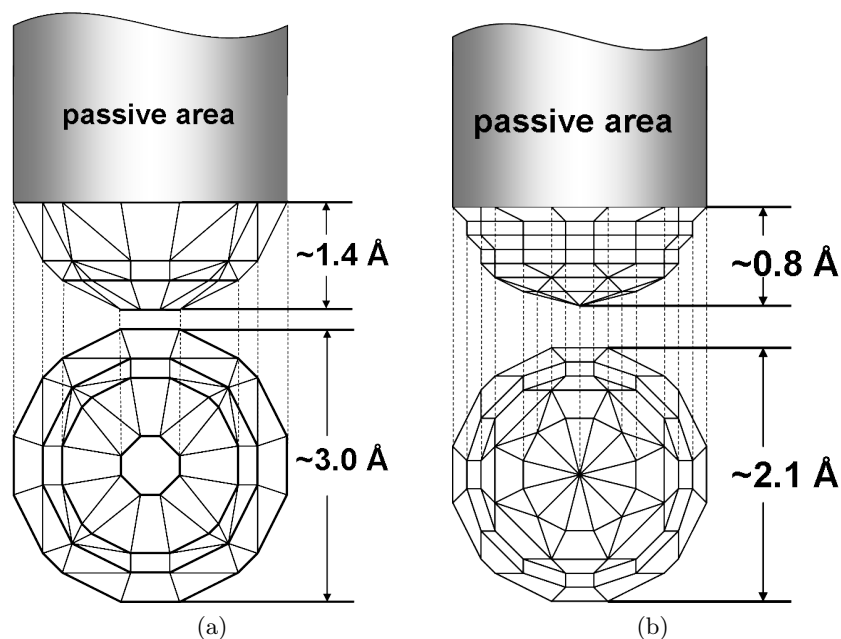 passive area
~1.4 Å
~3.0 Å
(a)
passive area
~0.8 Å
~2.1 Å
(b)